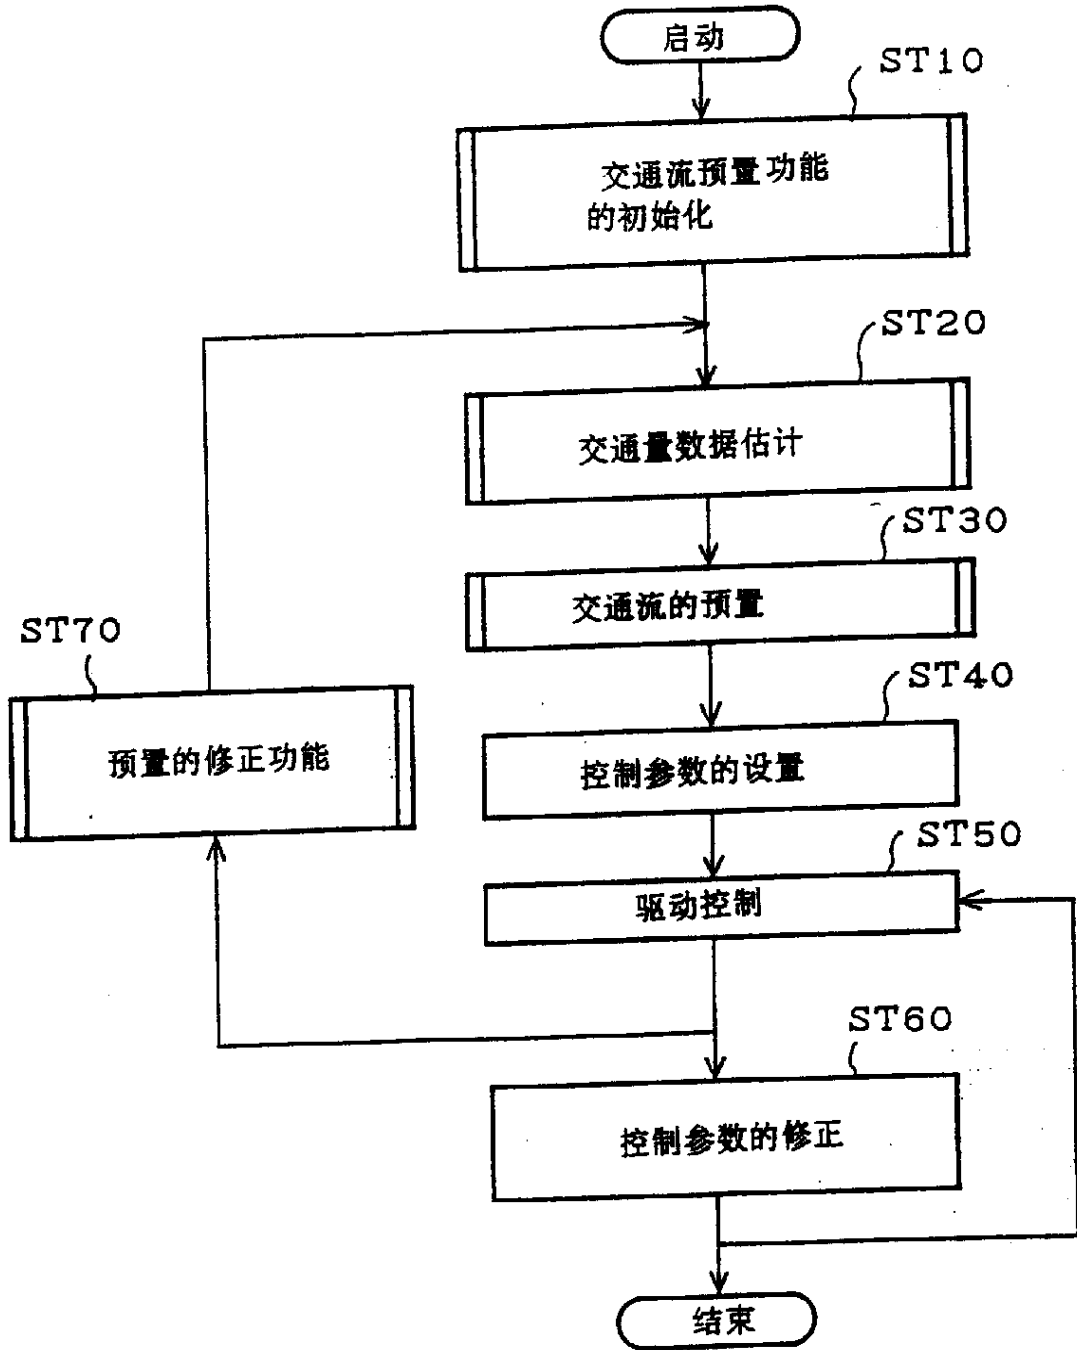 启动
ST10
交通流预置功能
的初始化
ST20
交通量数据估计
ST30
交通流的预置
ST70
预置的修正功能
ST40
控制参数的设置
ST50
驱动控制
ST60
控制参数的修正
结束